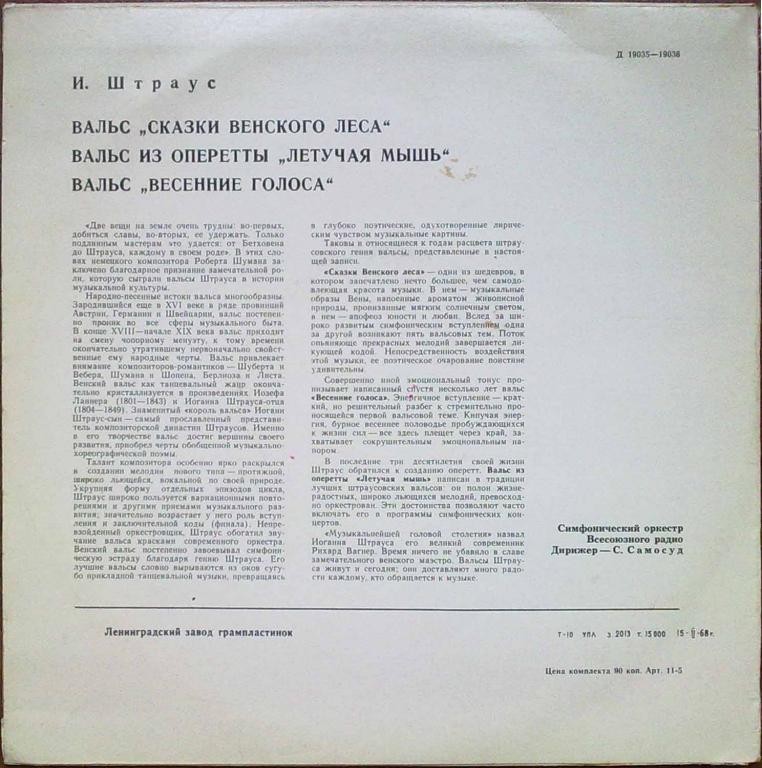 Д 19035—19036
И. Штраус
ВАЛЬС „СКАЗКИ ВЕНСКОГО ЛЕСА“
ВАЛЬС ИЗ ОПЕРЕТТЫ „ЛЕТУЧАЯ МЫШЬ“
ВАЛЬС „ВЕСЕННИЕ ГОЛОСА“
«Две вещи на земле очень трудны: во-первых,
добиться славы, во-вторых, ее удержать. Только
подлинным мастерам это удается: от Бетховена
до Штрауса, каждому в своем роде». В этих сло-
вах немецкого композитора Роберта Шумана за-
ключено благодарное признание замечательной ро-
ли, которую сыграли вальсы Штрауса в истории
музыкальной культуры.
Народно-песенные истоки вальса многообразны.
Зародившийся еще в XVI веке в ряде провинций
Австрии, Германии и Швейцарии, вальс постепен-
но проник во все сферы музыкального быта.
В конце XVIII—начале XIX века вальс приходит
на смену чопорному менуэту, к тому времени
окончательно утратившему первоначально свойст-
венные ему народные черты. Вальс привлекает
внимание композиторов-романтиков — Шуберта и
Вебера, Шумана и Шопена, Берлиоза и Листа.
Венский вальс как танцевальный жанр оконча-
тельно кристаллизуется в произведениях Иозефа
Ланнера (1801—1843) и Иоганна Штрауса-отца
(1804—1849). Знаменитый «король вальса» Иоганн
Штраус-сын — самый прославленный представи-
тель композиторской династии Штраусов. Именно
в его творчестве вальс достиг вершины своего
развития, приобрел черты обобщенной музыкально-
хореографической поэмы.
Талант композитора особенно ярко раскрылся
в создании мелодии нового типа — протяжной,
широко льющейся, вокальной по своей природе.
Укрупняя форму отдельных эпизодов цикла,
Штраус широко пользуется вариационными повто-
рениями и другими приемами музыкального раз-
вития; значительно возрастает у него роль вступ-
ления и заключительной коды (финала). Непре-
взойденный оркестровщик, Штраус обогатил зву-
чание вальса красками современного оркестра.
Венский вальс постепенно завоевывал симфониче-
скую эстраду благодаря гению Штрауса. Его
лучшие вальсы словно вырываются из оков сугу-
бо прикладной танцевальной музыки, превращаясь
в глубоко поэтические, одухотворенные лириче-
ским чувством музыкальные картины.
Таковы и относящиеся к годам расцвета штрау-
совского гения вальсы, представленные в настоя-
щей записи.
«Сказки Венского леса» — один из шедевров, в
котором запечатлено нечто большее, чем самодо-
влеющая красота музыки. В нем — музыкальные
образы Вены, напоенные ароматом живописной
природы, пронизанные мягким солнечным светом,
в нем — апофеоз юности и любви. Вслед за ши-
роко развитым симфоническим вступлением одна
за другой возникают пять вальсовых тем. Поток
опьяняюще прекрасных мелодий завершается ли-
кующей кодой. Непосредственность воздействия
этой музыки, ее поэтическое очарование поистине
удивительны.
Совершенно иной эмоциональный тонус про-
низывает написанный спустя несколько лет вальс
«Весенние голоса». Энергичное вступление — крат-
кий, но решительный разбег к стремительно про-
носящейся первой вальсовой теме. Кипучая энер-
гия, бурное весеннее половодье пробуждающихся
к жизни сил — все здесь плещет через край, за-
хватывает сокрушительным эмоциональным на-
пором.
В последние три десятилетия своей жизни
Штраус обратился к созданию оперетт. Вальс из
оперетты «Летучая мышь» написан в традиции
лучших штраусовских вальсов: он полон жизне-
радостных, широко льющихся мелодий, превосход-
но оркестрован. Эти достоинства позволяют часто
включать его в программы симфонических кон-
цертов.
«Музыкальнейшей головой столетия» назвал
Иоганна Штрауса его великий современник
Рихард Вагнер. Время ничего не убавило в славе
замечательного венского маэстро. Вальсы Штрау-
са живут и сегодня; они доставляют много радо-
сти каждому, кто обращается к музыке.
Симфонический оркестр
Всесоюзного радио
Дирижер — С. Самосуд
Ленинградский завод грампластинок
Т-10 УПЛ з. 2013 т. 15000 15-II-68 г.
Цена комплекта 90 коп. Арт. 11-5